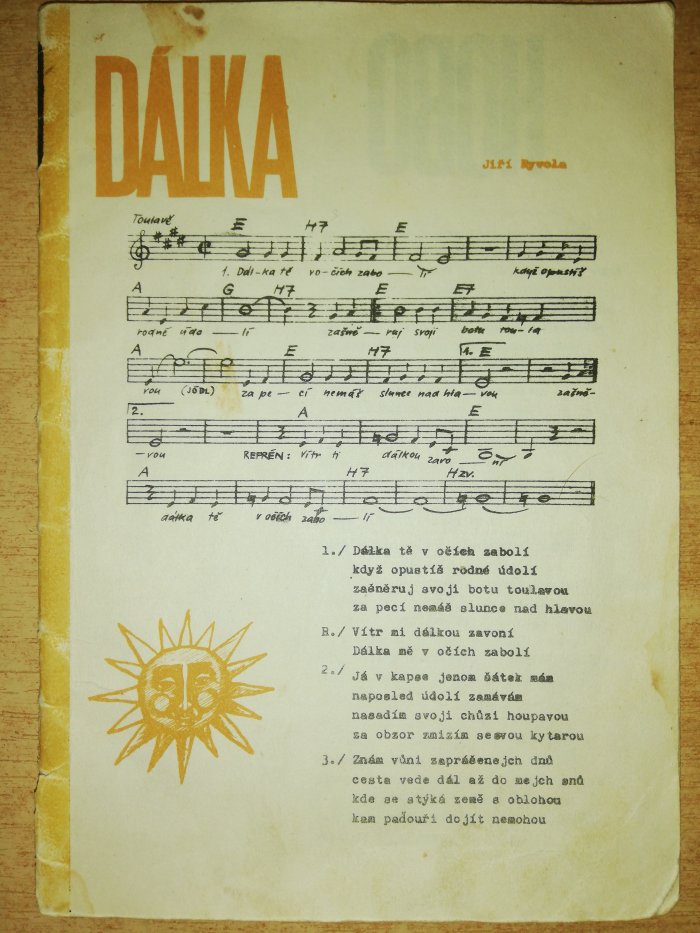 DÁLKA
Jiří Ryvola
Toulavě
E H7 E
1. Dál-ka tě vo-čích zabo — lí když opustíš
A G H7 E E7
rodné údo — lí zašně — ruj svoji botu tou-la
A E H7 1. E
vou (JÓDL) za pe — cí nemáš slunce nad hla — vou zašně-
2. A E
—vou REFRÉN: Vítr ti dálkou zavo — ní
A H7 Hzv.
dálka tě v očích zabo — lí
1./ Dálka tě v očích zabolí
když opustíš rodné údolí
zašněruj svoji botu toulavou
za pecí nemáš slunce nad hlavou
R./ Vítr mi dálkou zavoní
Dálka mě v očích zabolí
2./ Já v kapse jenom šátek mám
naposled údolí zamávám
nasadím svoji chůzi houpavou
za obzor zmizím sesvou kytarou
3./ Znám vůni zaprášenejch dnů
cesta vede dál až do mejch snů
kde se stýká země s oblohou
kam paďouři dojít nemohou